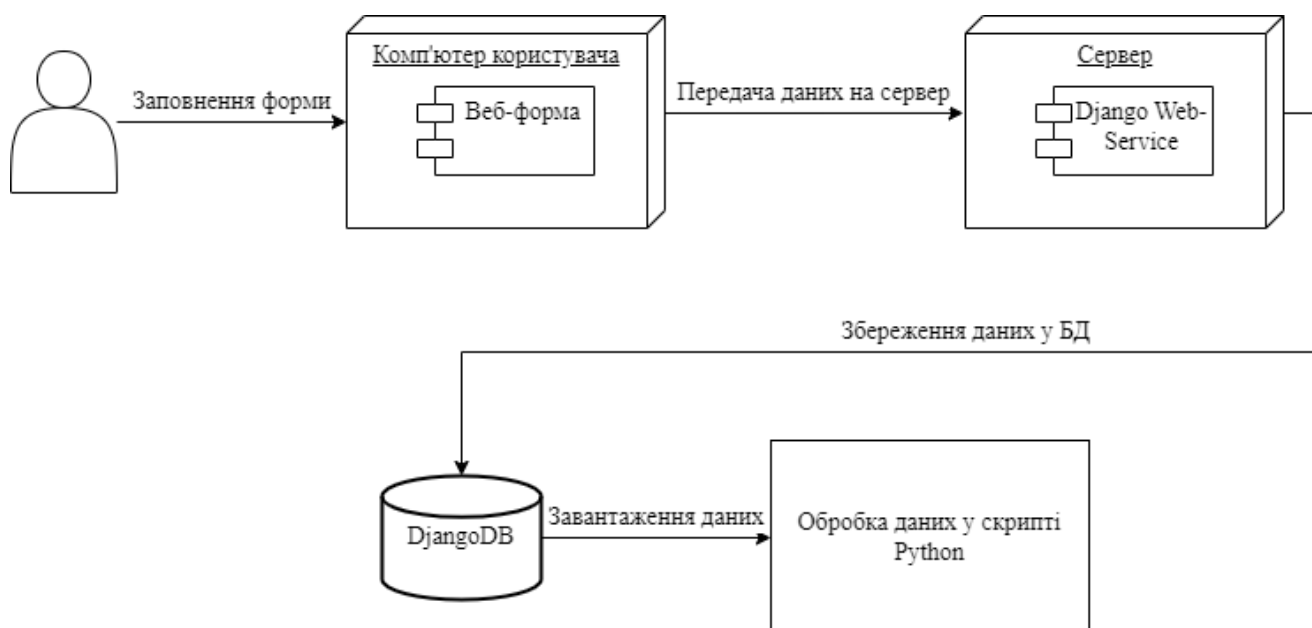 Комп'ютер користувача
Сервер
Заповнення форми
Веб-форма
Передача даних на сервер
Django Web-
Service
Збереження даних у БД
DjangoDB
Завантаження даних
Обробка даних у скрипті
Python